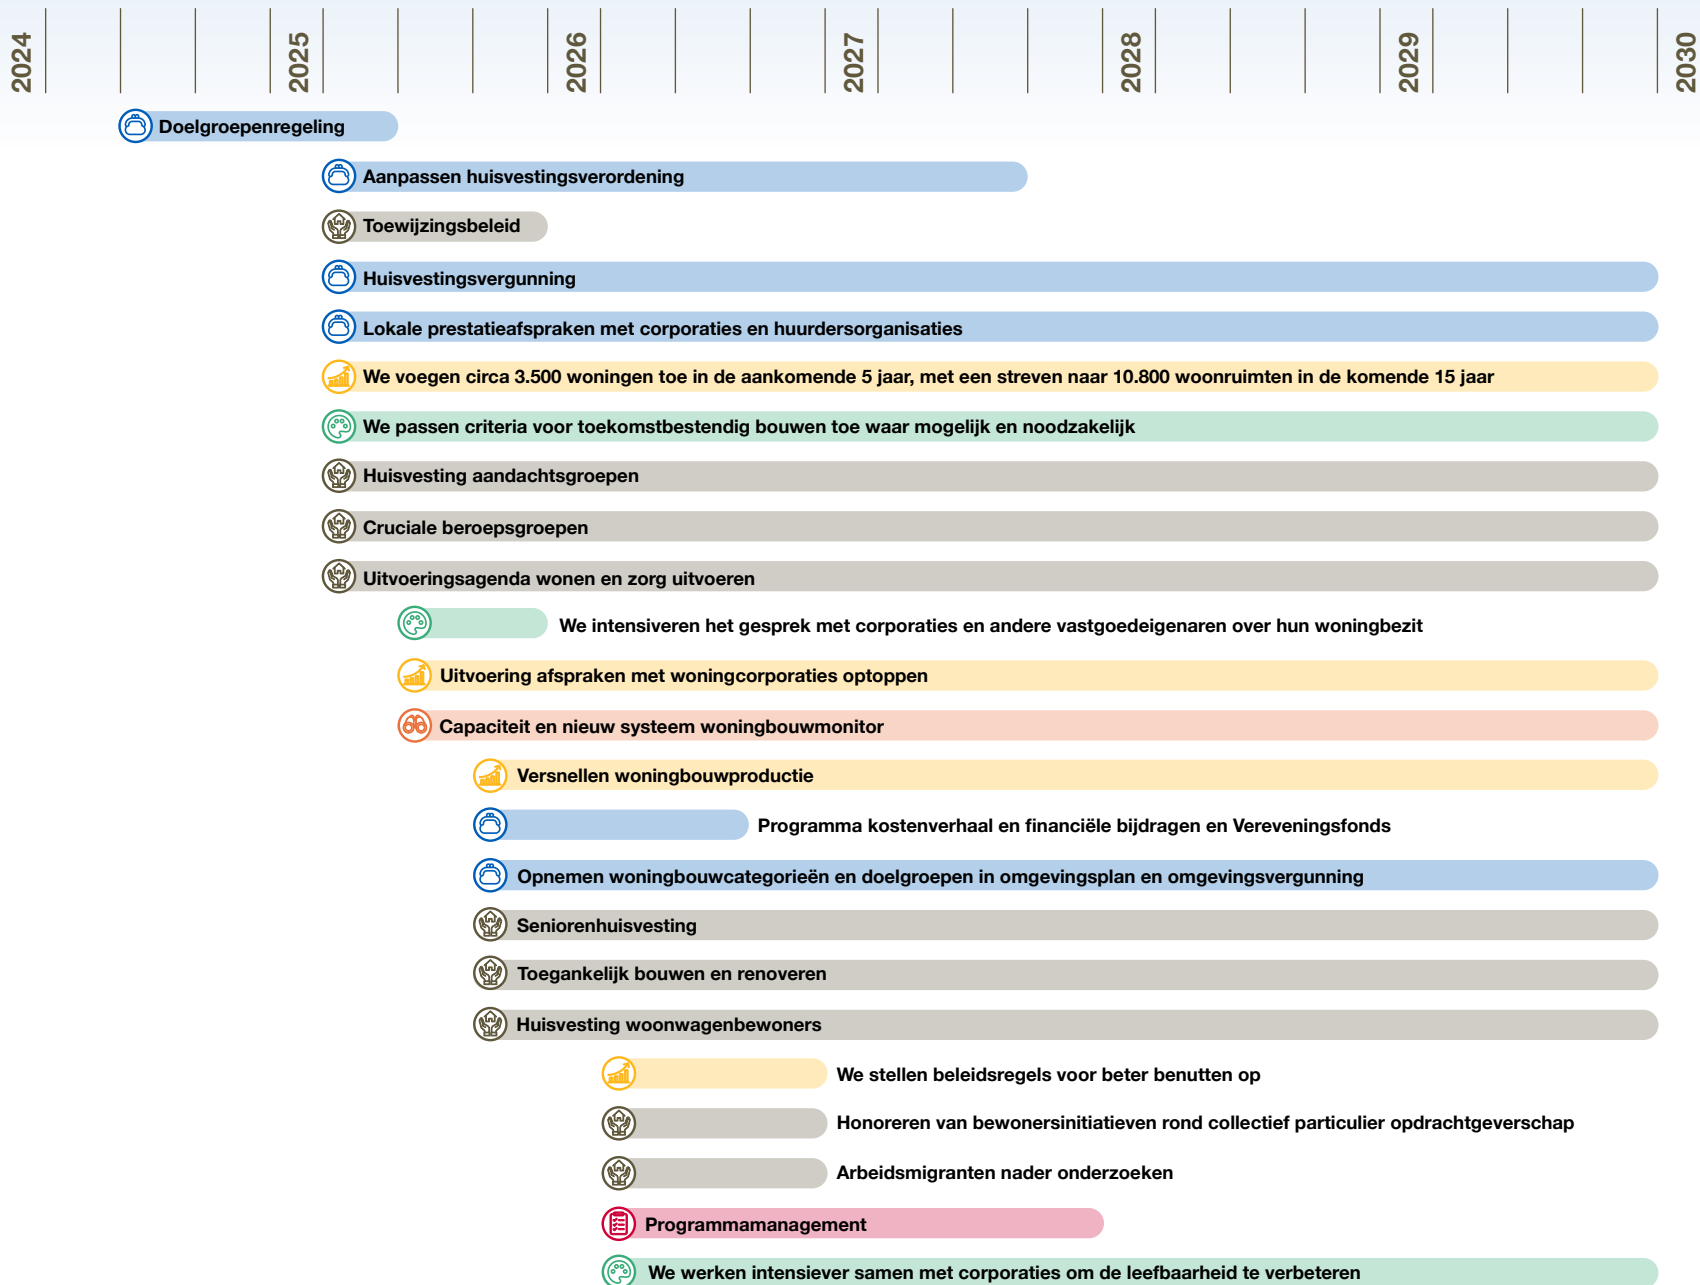 2024 2025 2026 2027 2028 2029 2030
Doelgroepenregeling
Aanpassen huisvestingsverordening
Toewijzingsbeleid
Huisvestingsvergunning
Lokale prestatieafspraken met corporaties en huurdersorganisaties
We voegen circa 3.500 woningen toe in de aankomende 5 jaar, met een streven naar 10.800 woonruimten in de komende 15 jaar
We passen criteria voor toekomstbestendig bouwen toe waar mogelijk en noodzakelijk
Huisvesting aandachtsgroepen
Cruciale beroepsgroepen
Uitvoeringsagenda wonen en zorg uitvoeren
We intensiveren het gesprek met corporaties en andere vastgoedeigenaren over hun woningbezit
Uitvoering afspraken met woningcorporaties optoppen
Capaciteit en nieuw systeem woningbouwmonitor
Versnellen woningbouwproductie
Programma kostenverhaal en financiële bijdragen en Vereveningsfonds
Opnemen woningbouwcategorieën en doelgroepen in omgevingsplan en omgevingsvergunning
Seniorenhuisvesting
Toegankelijk bouwen en renoveren
Huisvesting woonwagenbewoners
We stellen beleidsregels voor beter benutten op
Honoreren van bewonersinitiatieven rond collectief particulier opdrachtgeverschap
Arbeidsmigranten nader onderzoeken
Programmamanagement
We werken intensiever samen met corporaties om de leefbaarheid te verbeteren